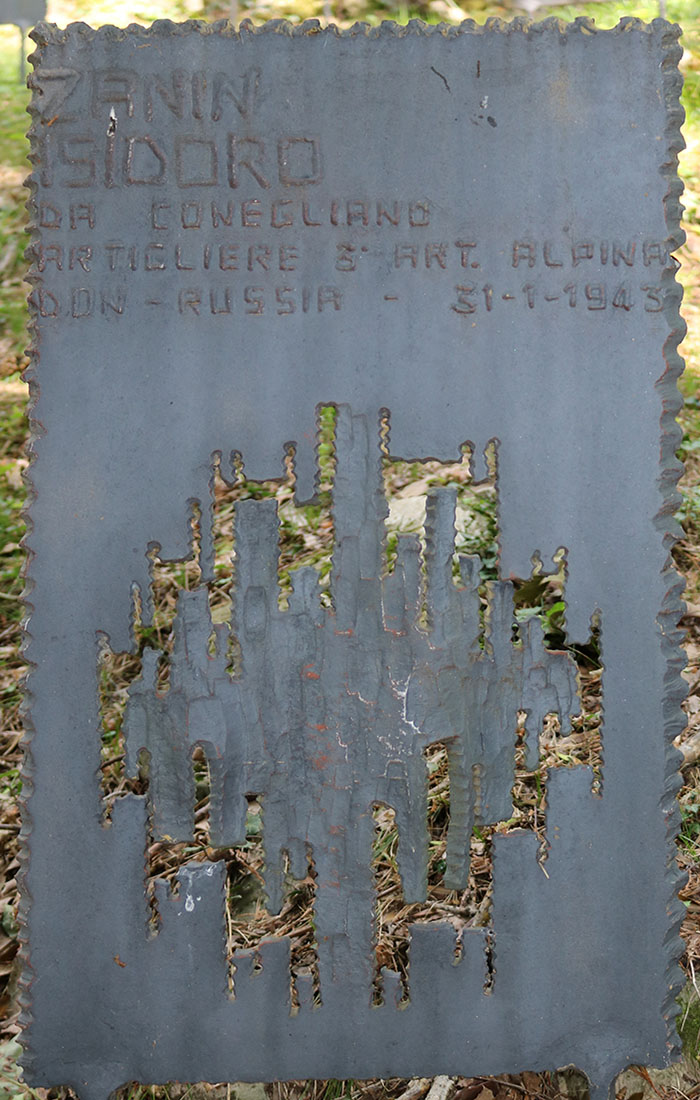 ZANIN
ISIDORO
DA CONEGLIANO
ARTIGLIERE 3° ART. ALPINA
DON - RUSSIA - 31-1-1943